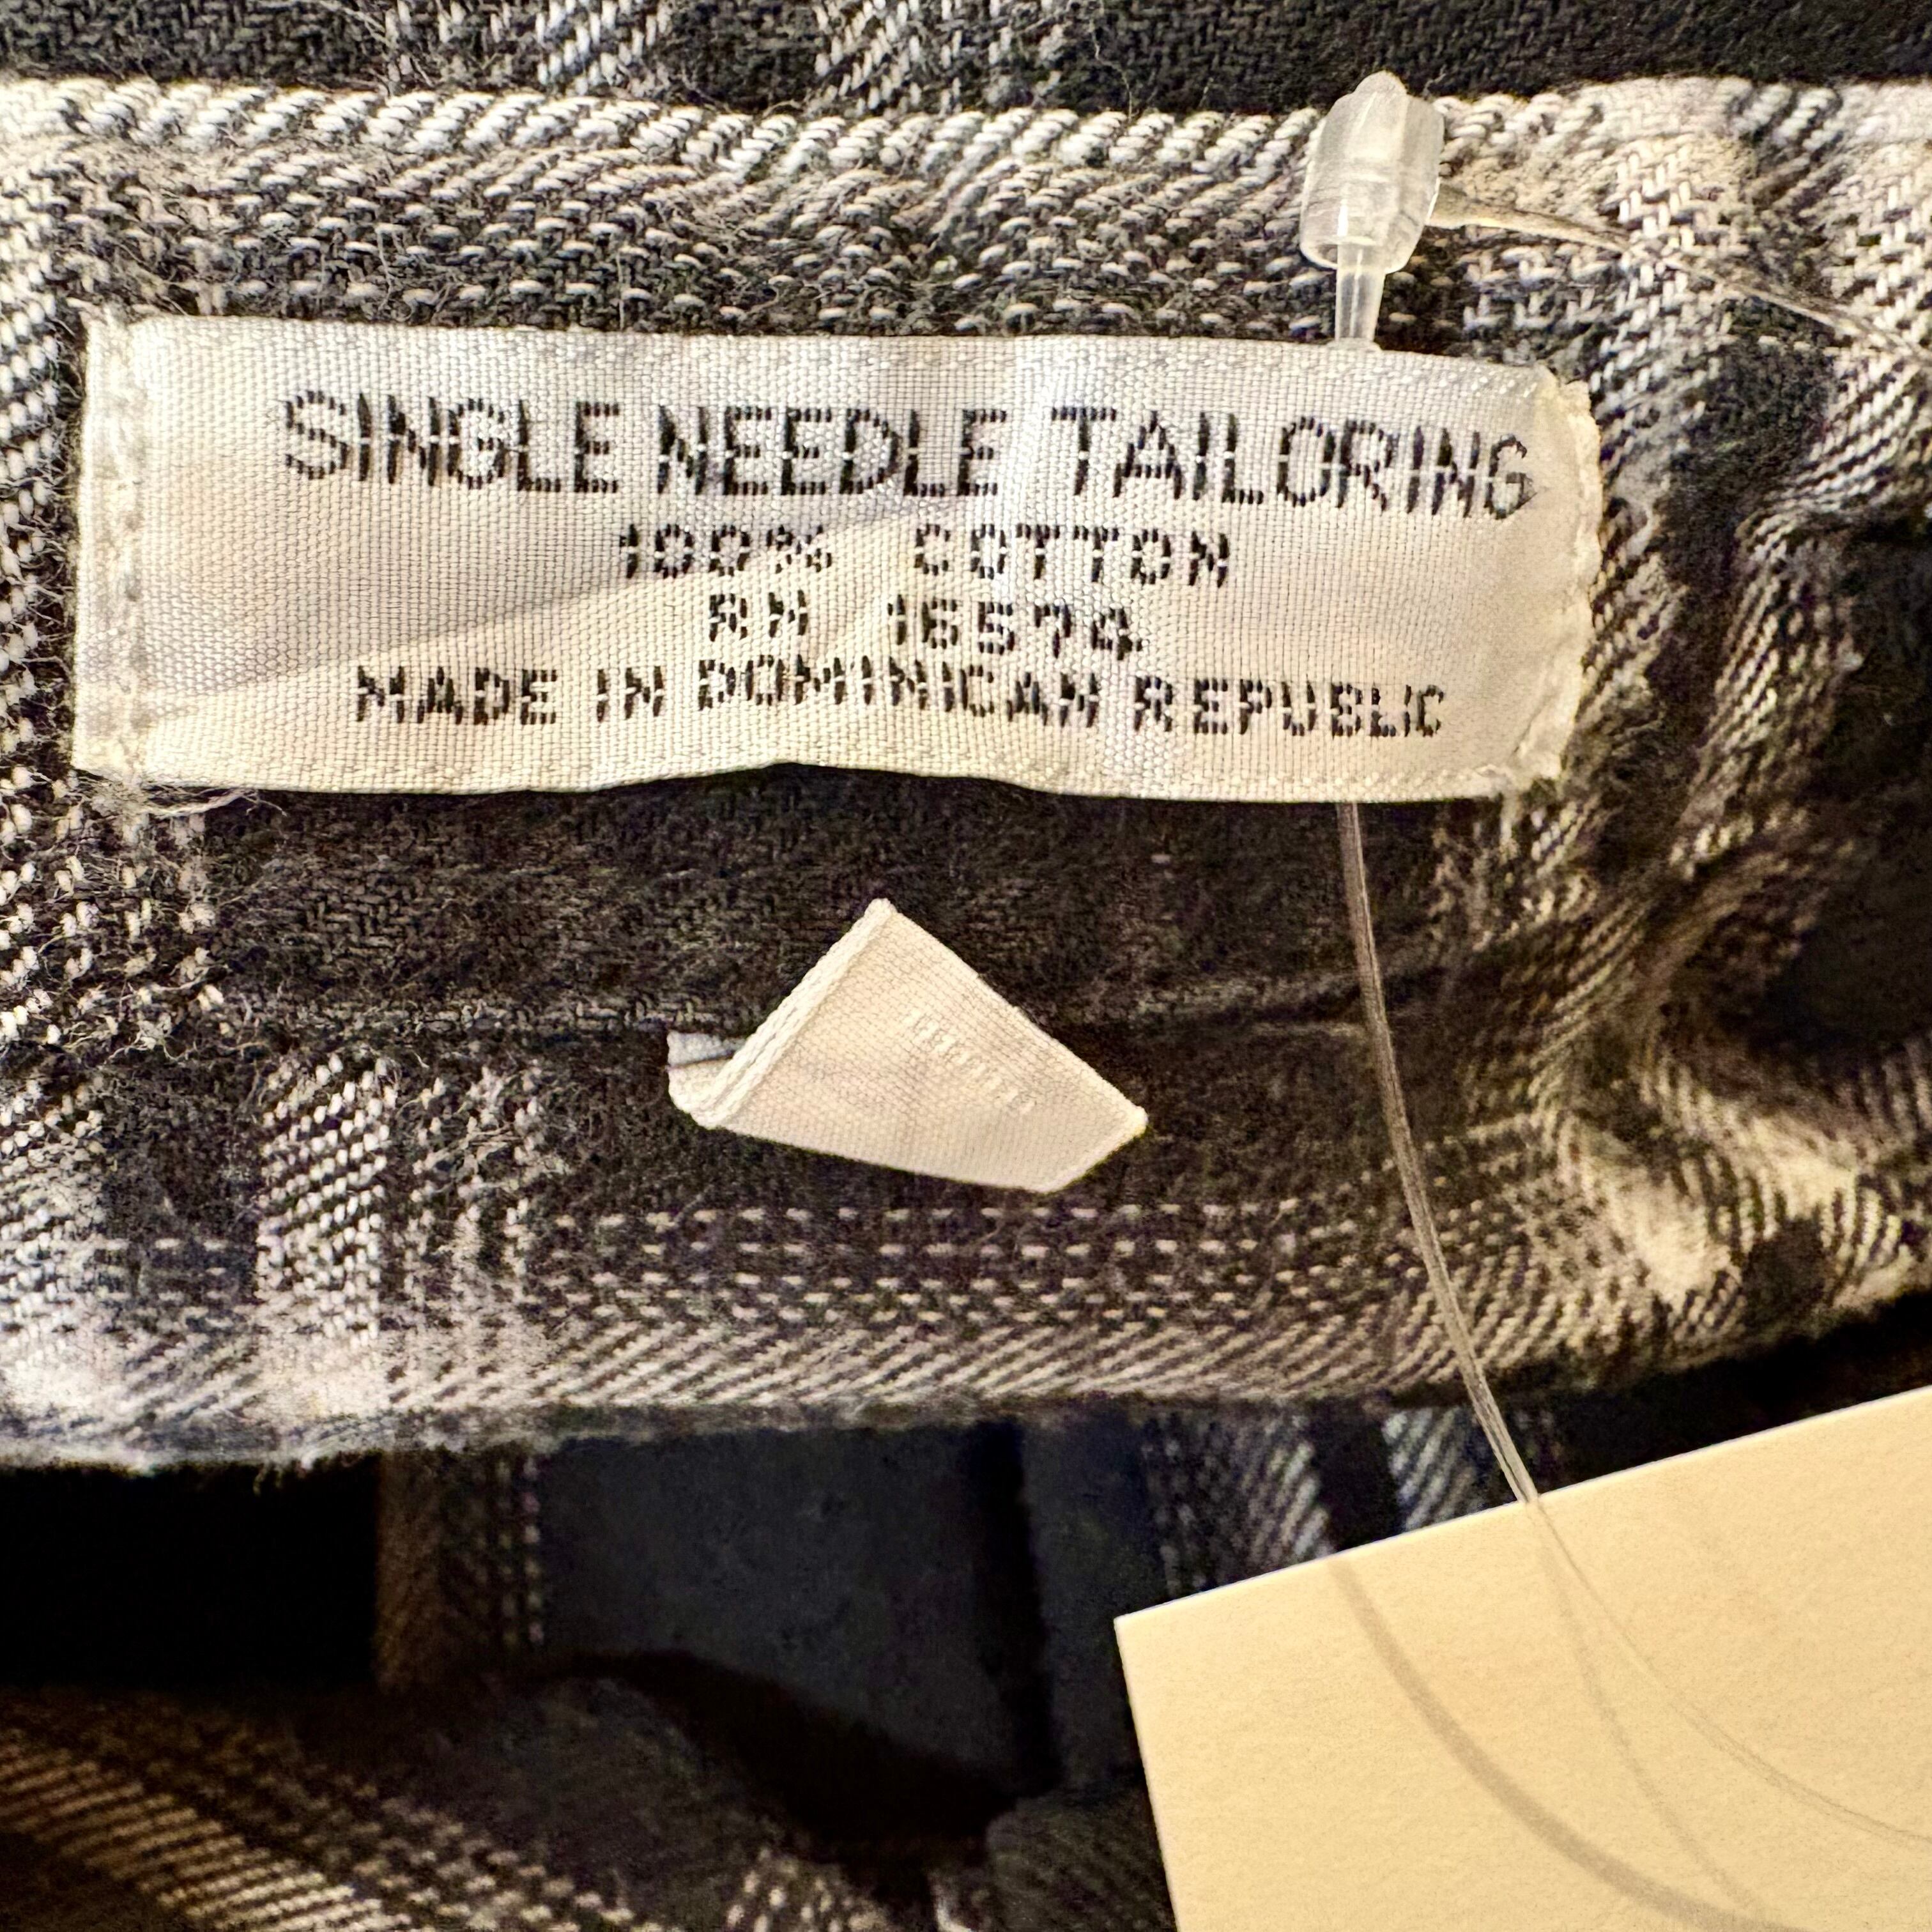 SINGLE NEEDLE TAILORING
100% COTTON
RN 16574
MADE IN DOMINICAN REPUBLIC